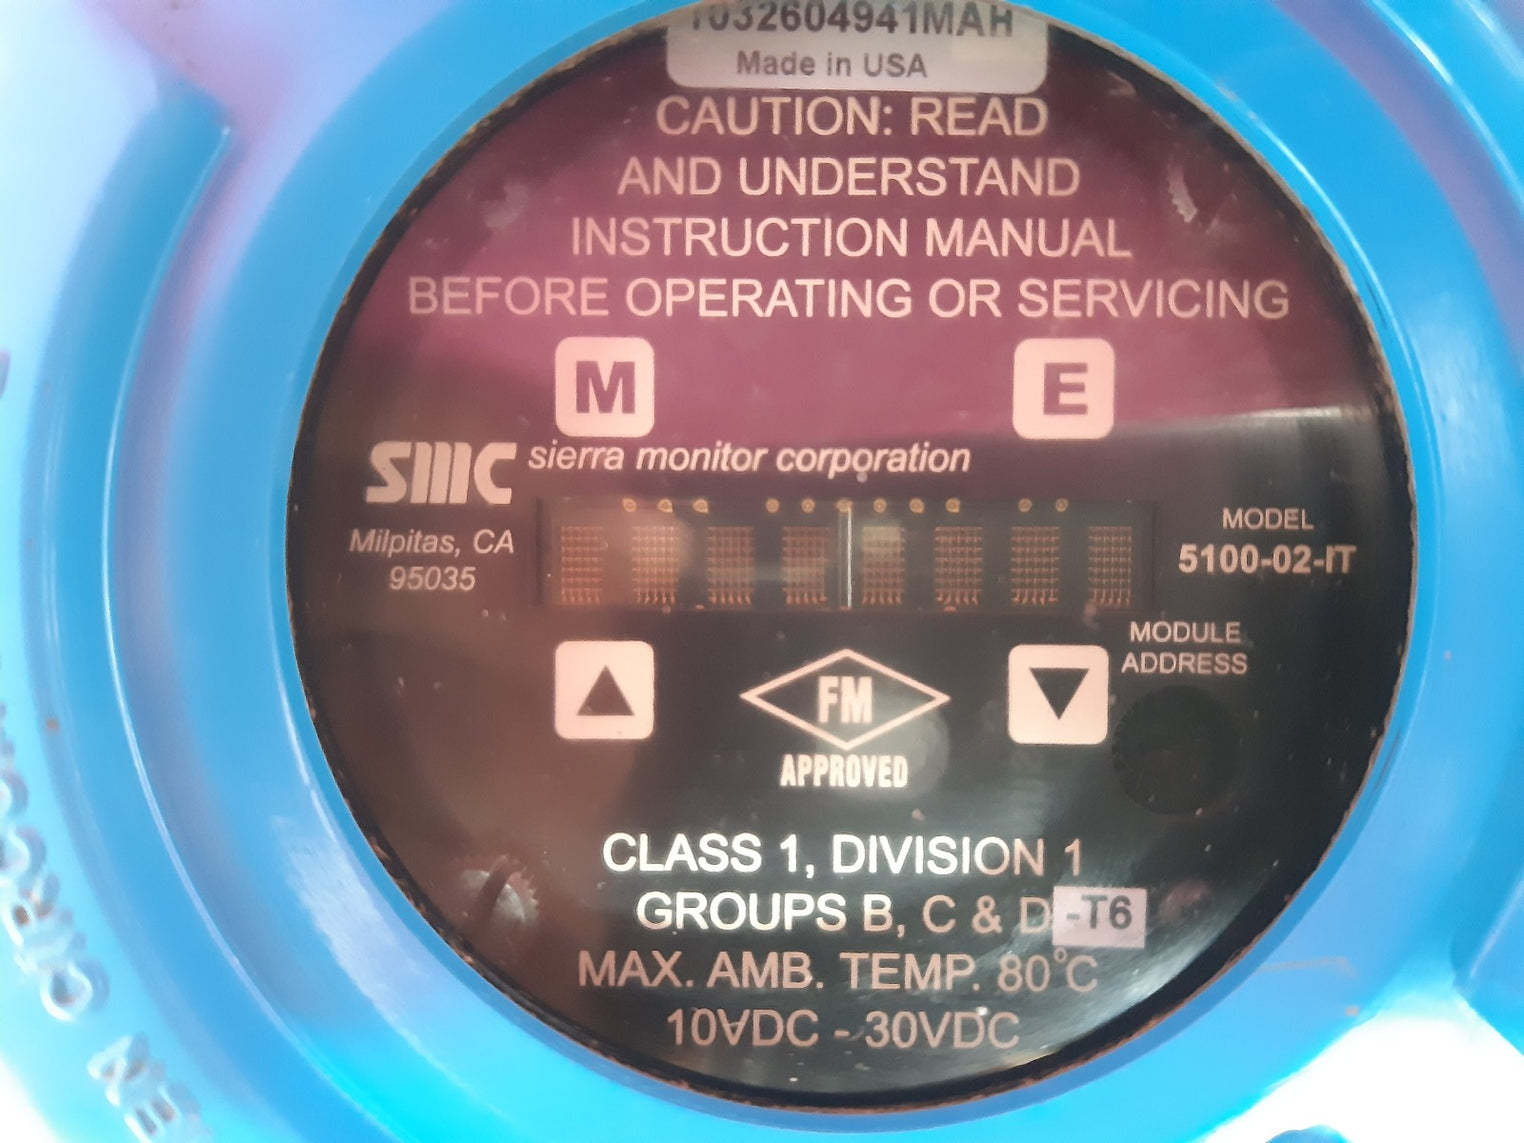 1032604941MAH
Made in USA
CAUTION: READ
AND UNDERSTAND
INSTRUCTION MANUAL
BEFORE OPERATING OR SERVICING
M E
SMC sierra monitor corporation
Milpitas, CA
95035
MODEL
5100-02-IT
MODULE
ADDRESS
FM
APPROVED
CLASS 1, DIVISION 1
GROUPS B, C & D -T6
MAX. AMB. TEMP. 80°C
10VDC - 30VDC